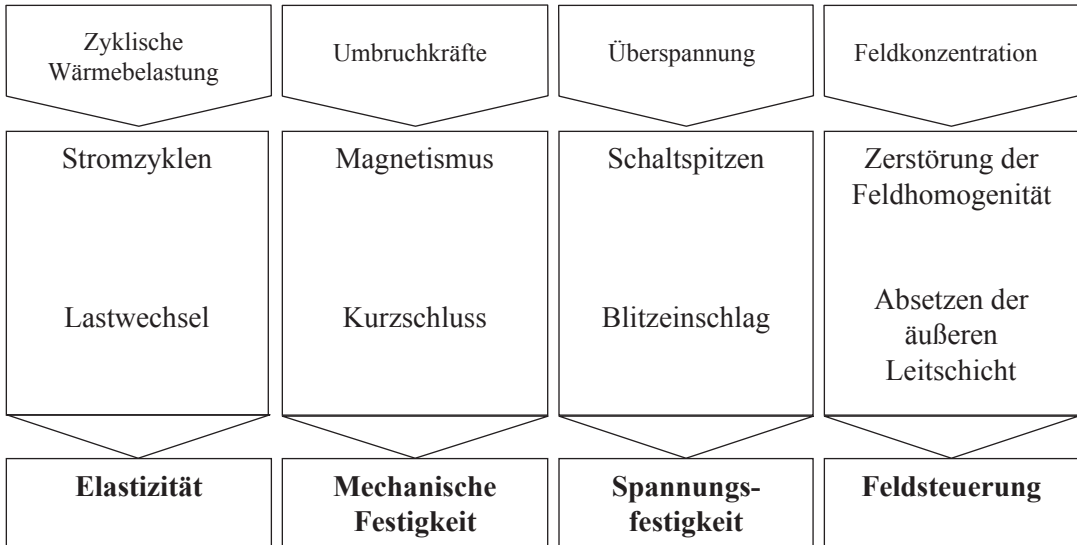 Zyklische
Wärmebelastung
Umbruchkräfte
Überspannung
Feldkonzentration
Stromzyklen
Magnetismus
Schaltspitzen
Zerstörung der
Feldhomogenität
Lastwechsel
Kurzschluss
Blitzeinschlag
Absetzen der
äußeren
Leitschicht
Elastizität
Mechanische
Festigkeit
Spannungs-
festigkeit
Feldsteuerung